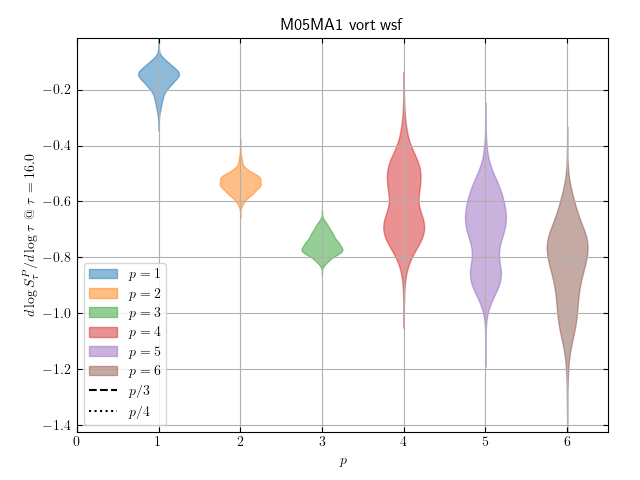 M05MA1 vort wsf
d log S_τ^P / d log τ @ τ = 16.0
−0.2
−0.4
−0.6
−0.8
−1.0
−1.2
−1.4
p = 1
p = 2
p = 3
p = 4
p = 5
p = 6
p/3
p/4
0 1 2 3 4 5 6
p